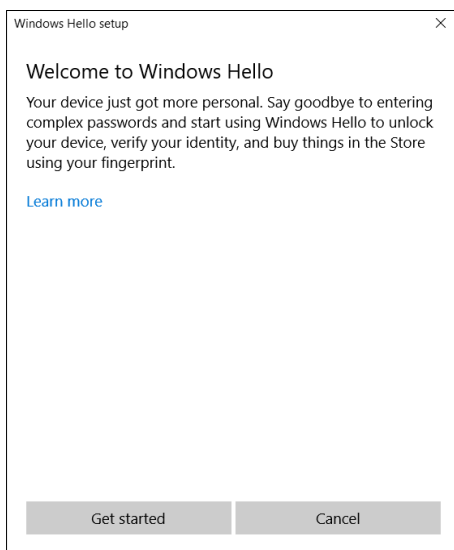 Windows Hello setup
Welcome to Windows Hello
Your device just got more personal. Say goodbye to entering
complex passwords and start using Windows Hello to unlock
your device, verify your identity, and buy things in the Store
using your fingerprint.
Learn more
Get started
Cancel